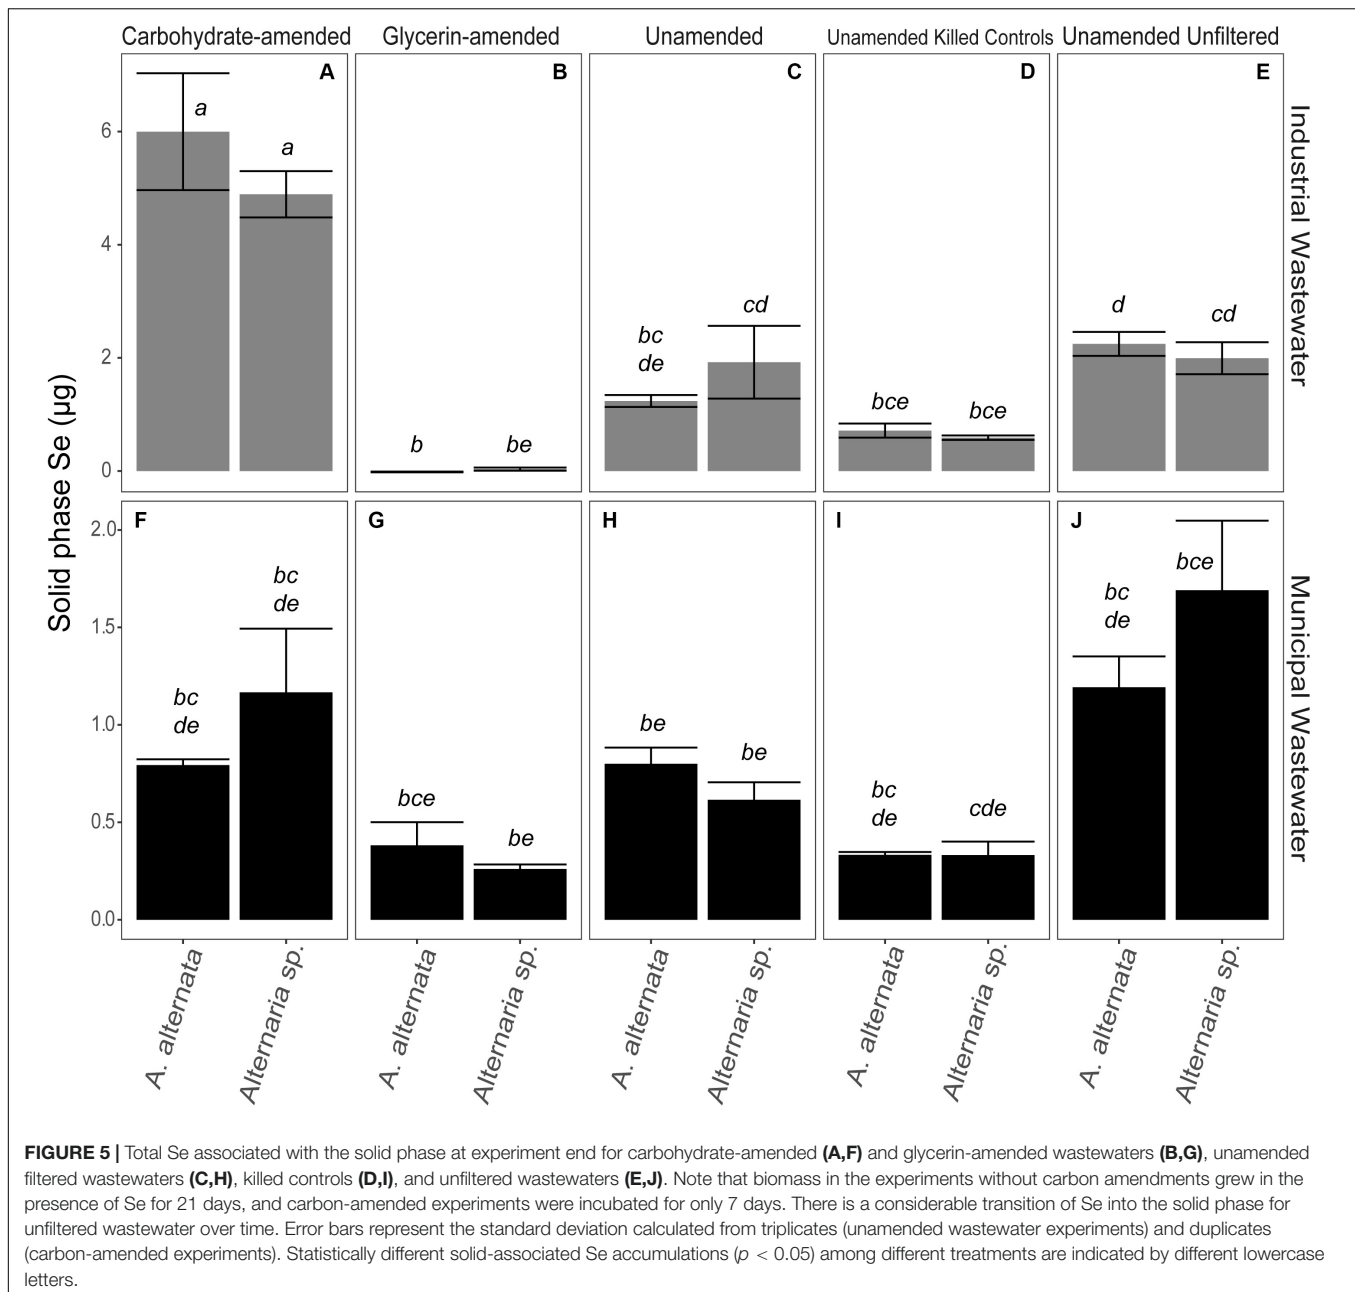 Carbohydrate-amended
Glycerin-amended
Unamended
Unamended Killed Controls
Unamended Unfiltered
A
B
C
D
E
Industrial Wastewater
Solid phase Se (µg)
6
4
2
0
a
a
b
be
bc
de
cd
bce
bce
d
cd
F
G
H
I
J
Municipal Wastewater
2.0
1.5
1.0
0.5
0.0
bc
de
bc
de
bce
be
be
be
bc
de
cde
bc
de
bce
A. alternata
Alternaria sp.
A. alternata
Alternaria sp.
A. alternata
Alternaria sp.
A. alternata
Alternaria sp.
A. alternata
Alternaria sp.
FIGURE 5 | Total Se associated with the solid phase at experiment end for carbohydrate-amended (A,F) and glycerin-amended wastewaters (B,G), unamended
filtered wastewaters (C,H), killed controls (D,I), and unfiltered wastewaters (E,J). Note that biomass in the experiments without carbon amendments grew in the
presence of Se for 21 days, and carbon-amended experiments were incubated for only 7 days. There is a considerable transition of Se into the solid phase for
unfiltered wastewater over time. Error bars represent the standard deviation calculated from triplicates (unamended wastewater experiments) and duplicates
(carbon-amended experiments). Statistically different solid-associated Se accumulations (p < 0.05) among different treatments are indicated by different lowercase
letters.